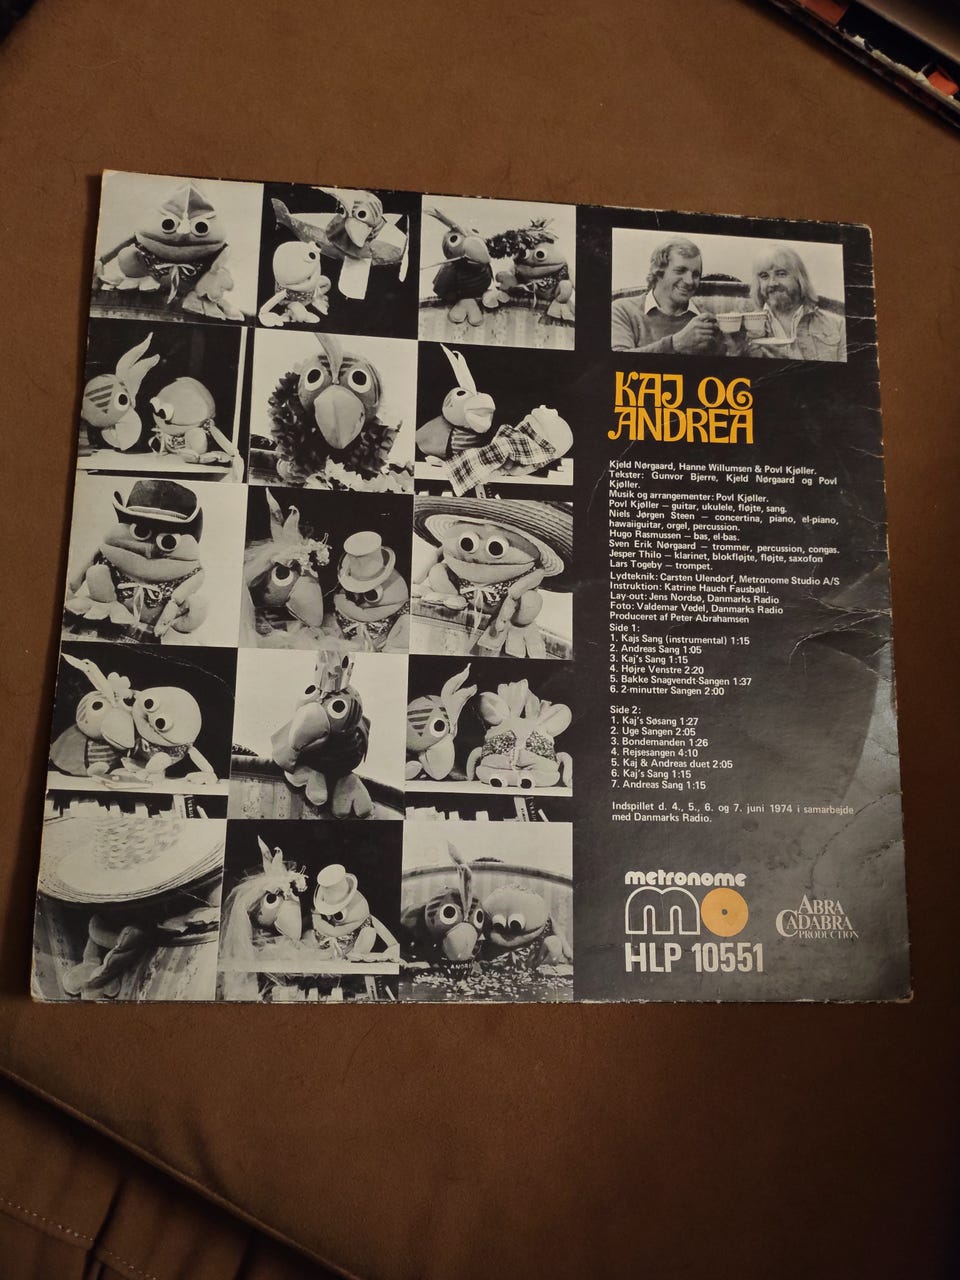 KAJ OG
ANDREA
Kjeld Nørgaard, Hanne Willumsen & Povl Kjøller.
Tekster: Gunvor Bjerre, Kjeld Nørgaard og Povl
Kjøller.
Musik og arrangementer: Povl Kjøller.
Povl Kjøller — guitar, ukulele, fløjte, sang.
Niels Jørgen Steen — concertina, piano, el-piano,
hawaiiguitar, orgel, percussion.
Hugo Rasmussen — bas, el-bas.
Sven Erik Nørgaard — trommer, percussion, congas.
Jesper Thilo — klarinet, blokfløjte, fløjte, saxofon
Lars Togeby — trompet.
Lydteknik: Carsten Ulendorf, Metronome Studio A/S
Instruktion: Katrine Hauch Fausbøll.
Lay-out: Jens Nordsø, Danmarks Radio
Foto: Valdemar Vedel, Danmarks Radio
Produceret af Peter Abrahamsen
Side 1:
1. Kajs Sang (instrumental) 1:15
2. Andreas Sang 1:05
3. Kaj's Sang 1:15
4. Højre Venstre 2:20
5. Bakke Snagvendt-Sangen 1:37
6. 2-minutter Sangen 2:00
Side 2:
1. Kaj's Søsang 1:27
2. Uge Sangen 2:05
3. Bondemanden 1:26
4. Rejsesangen 4:10
5. Kaj & Andreas duet 2:05
6. Kaj's Sang 1:15
7. Andreas Sang 1:15
Indspillet d. 4., 5., 6. og 7. juni 1974 i samarbejde
med Danmarks Radio.
metronome
mo
HLP 10551
ABRA
CADABRA
PRODUCTION